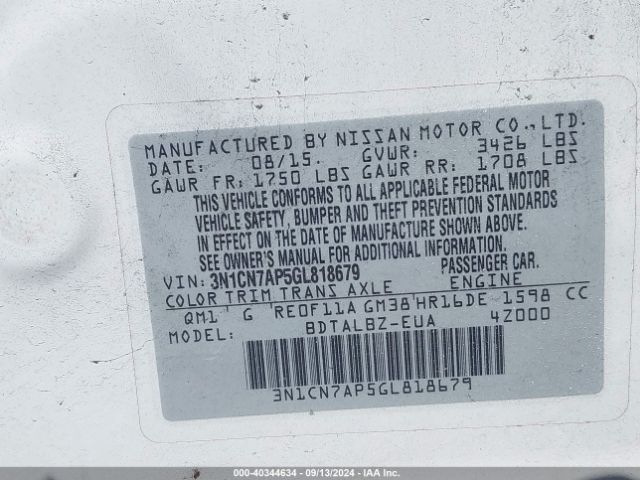 MANUFACTURED BY NISSAN MOTOR CO., LTD.
DATE: 08/15. GVWR: 3426 LBS
GAWR FR: 1750 LBS GAWR RR: 1708 LBS
THIS VEHICLE CONFORMS TO ALL APPLICABLE FEDERAL MOTOR
VEHICLE SAFETY, BUMPER AND THEFT PREVENTION STANDARDS
IN EFFECT ON THE DATE OF MANUFACTURE SHOWN ABOVE.
SEE OWNER'S MANUAL FOR ADDITIONAL INFORMATION.
VIN: 3N1CN7AP5GL818679 PASSENGER CAR.
COLOR TRIM TRANS AXLE ENGINE
QM1 G RE0F11A GM38 HR16DE 1598 CC
MODEL: BDTALBZ-EUA 4Z000
3N1CN7AP5GL818679
000-40344634 - 09/13/2024 - COPYRIGHT IAA, LLC